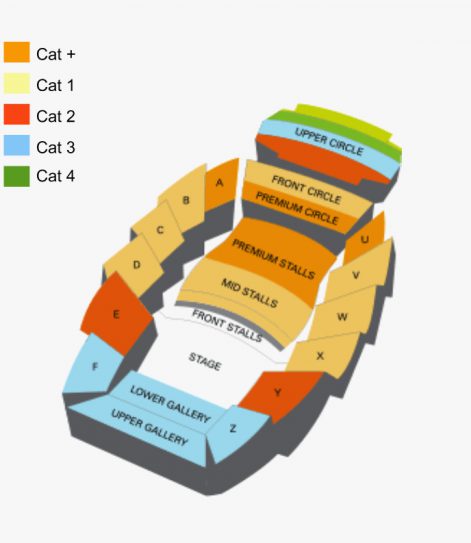 Cat +
Cat 1
Cat 2
Cat 3
Cat 4
UPPER CIRCLE
FRONT CIRCLE
PREMIUM CIRCLE
A
B
C
D
E
F
PREMIUM STALLS
MID STALLS
FRONT STALLS
STAGE
U
V
W
X
Y
Z
LOWER GALLERY
UPPER GALLERY